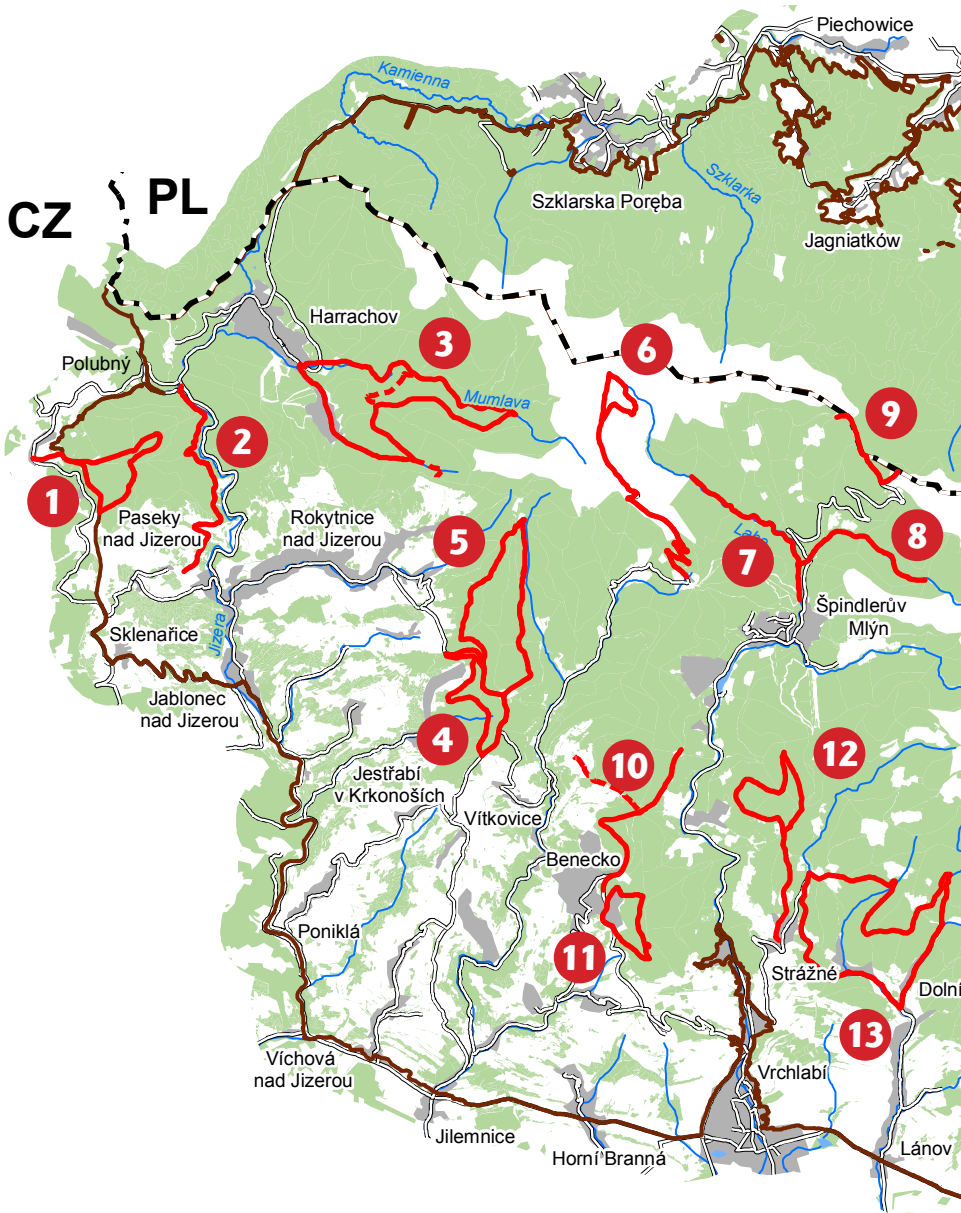 Piechowice
Kamienna
Szklarska Poręba
Szklarka
Jagniatków
CZ
PL
Harrachov
3
6
Polubný
Mumlava
9
2
1
Paseky
nad Jizerou
Rokytnice
nad Jizerou
5
Labe
7
8
Špindlerův
Mlýn
Sklenařice
Jizera
Jablonec
nad Jizerou
4
10
12
Jestřabí
v Krkonoších
Vítkovice
Benecko
Poniklá
11
Strážné
Dolní
13
Víchová
nad Jizerou
Vrchlabí
Jilemnice
Horní Branná
Lánov